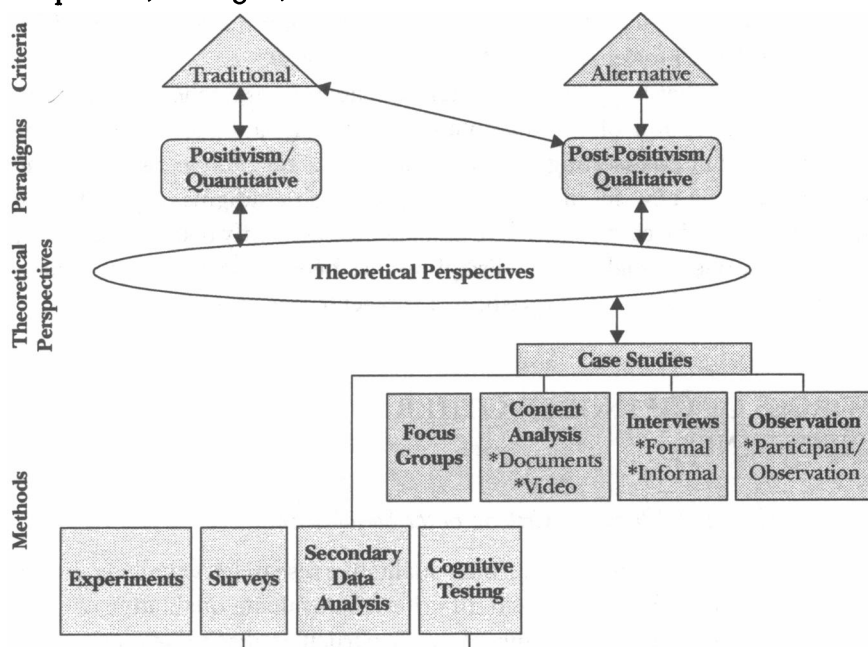 Criteria
Traditional
Alternative
Paradigms
Positivism/
Quantitative
Post-Positivism/
Qualitative
Theoretical
Perspectives
Theoretical Perspectives
Case Studies
Methods
Focus
Groups
Content
Analysis
*Documents
*Video
Interviews
*Formal
*Informal
Observation
*Participant/
Observation
Experiments
Surveys
Secondary
Data
Analysis
Cognitive
Testing